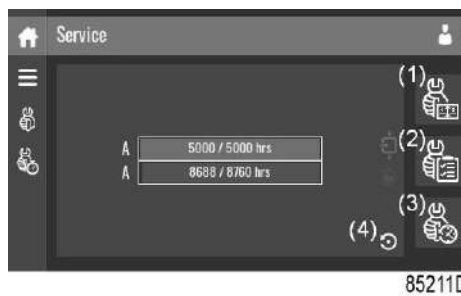 Service
(1)
(2)
A 5000 / 5000 hrs
A 8688 / 8760 hrs
(3)
(4)
85211D